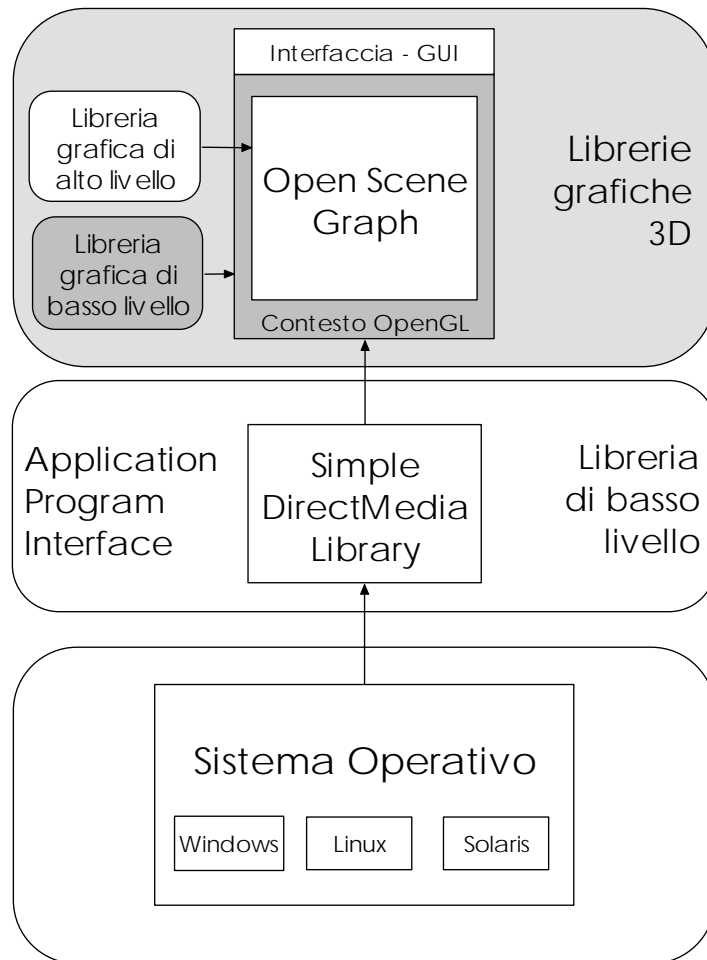 Interfaccia - GUI
Libreria
grafica di
alto livello
Open Scene
Graph
Librerie
grafiche
3D
Libreria
grafica di
basso livello
Contesto OpenGL
Application
Program
Interface
Simple
DirectMedia
Library
Libreria
di basso
livello
Sistema Operativo
Windows
Linux
Solaris